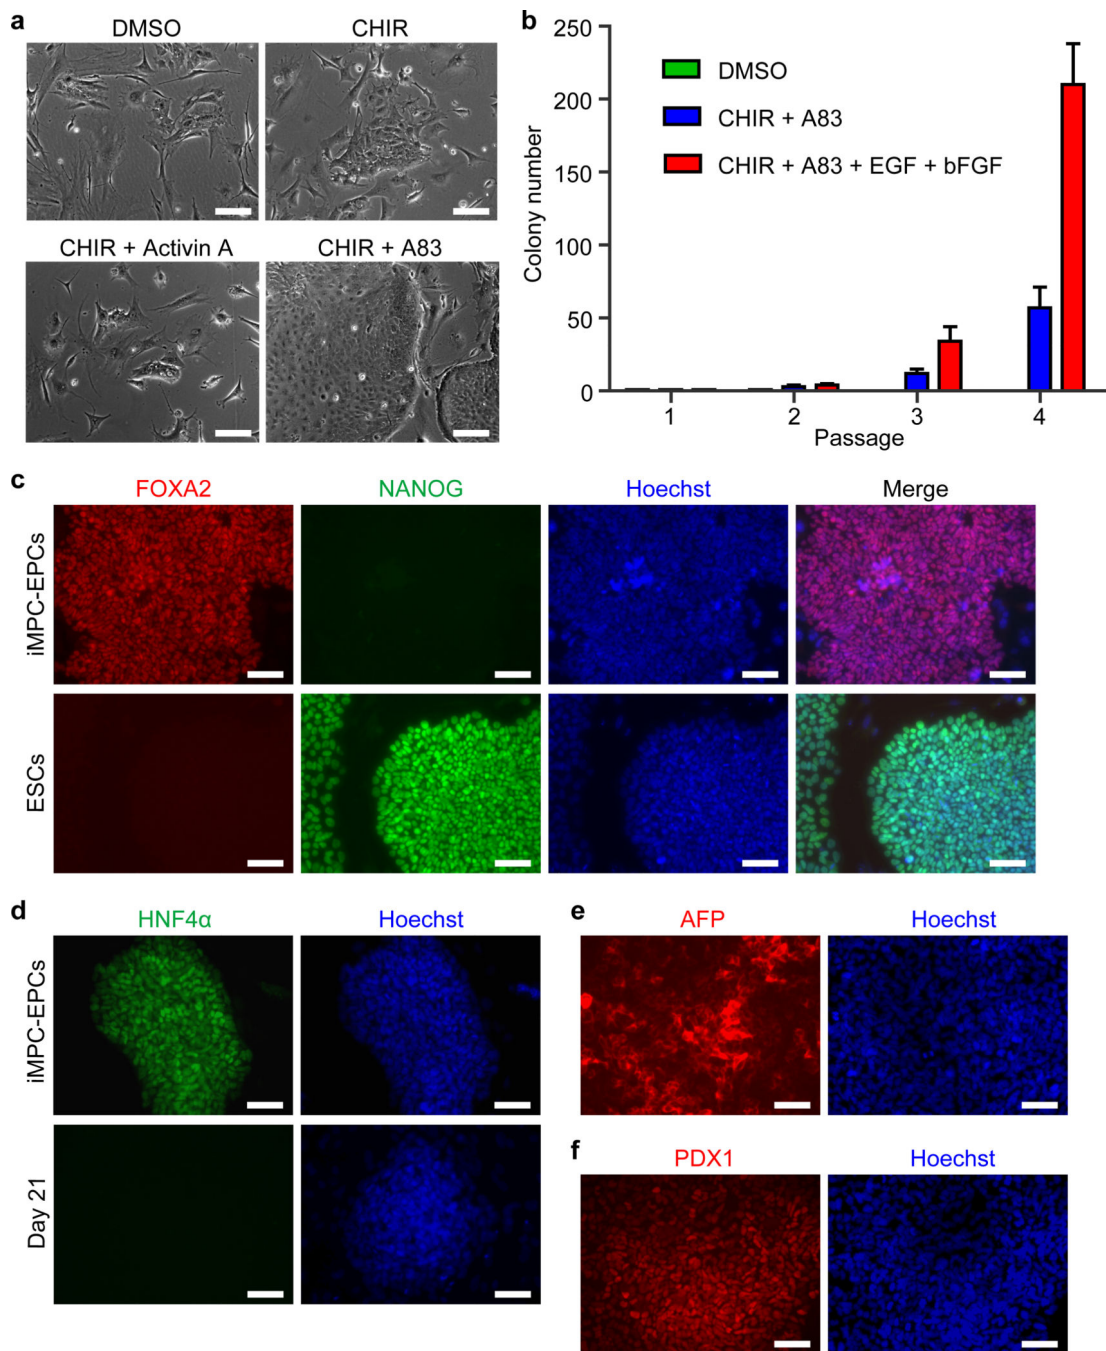 a
DMSO
CHIR
CHIR + Activin A
CHIR + A83
b
Colony number
250
200
150
100
50
0
DMSO
CHIR + A83
CHIR + A83 + EGF + bFGF
1
2
3
4
Passage
c
FOXA2
NANOG
Hoechst
Merge
iMPC-EPCs
ESCs
d
HNF4α
Hoechst
iMPC-EPCs
Day 21
e
AFP
Hoechst
f
PDX1
Hoechst